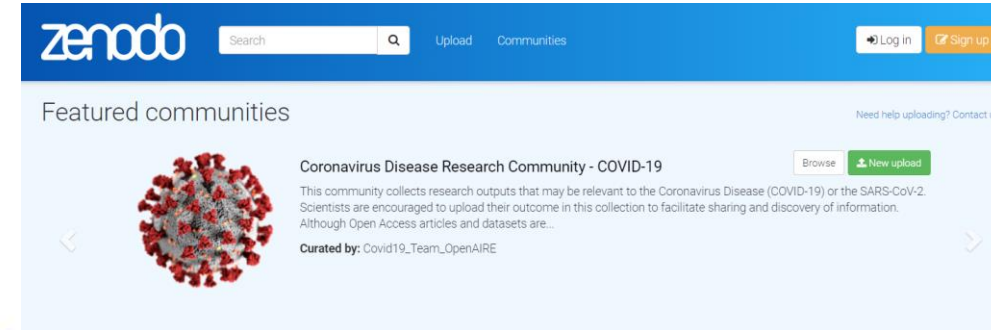 zenodo
Search
Upload
Communities
Log in
Sign up
Featured communities
Need help uploading? Contact
Coronavirus Disease Research Community - COVID-19
Browse
New upload
This community collects research outputs that may be relevant to the Coronavirus Disease (COVID-19) or the SARS-CoV-2.
Scientists are encouraged to upload their outcome in this collection to facilitate sharing and discovery of information.
Although Open Access articles and datasets are...
Curated by: Covid19_Team_OpenAIRE